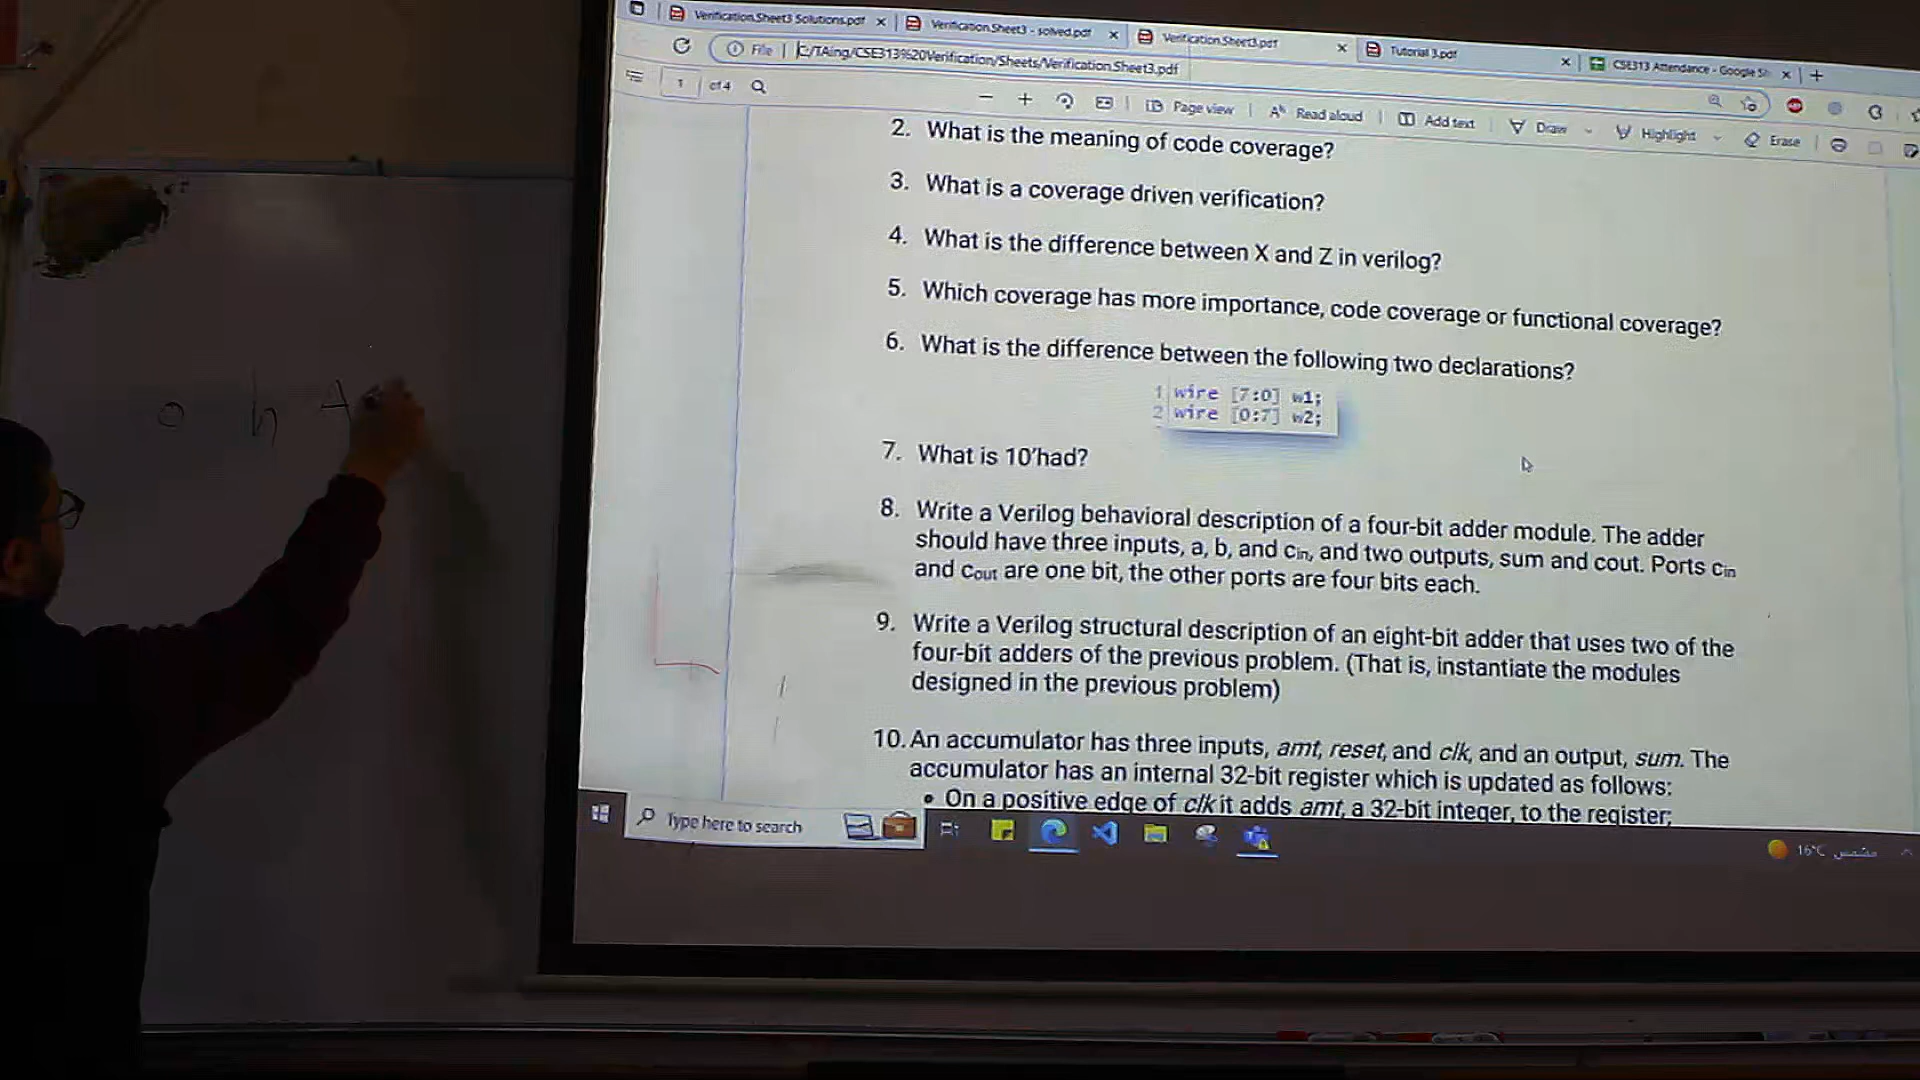 Verification.Sheet3 Solutions.pdf × Verification.Sheet3 - solved.pdf × Verification.Sheet3.pdf × Tutorial 3.pdf × CSE313 Attendance - Google Sh × +
File | C:/TAing/CSE313%20Verification/Sheets/Verification.Sheet3.pdf
1 of 4 − + Page view Read aloud Add text Draw Highlight Erase
2. What is the meaning of code coverage?
3. What is a coverage driven verification?
4. What is the difference between X and Z in verilog?
5. Which coverage has more importance, code coverage or functional coverage?
6. What is the difference between the following two declarations?
1 wire [7:0] w1;
2 wire [0:7] w2;
7. What is 10'had?
8. Write a Verilog behavioral description of a four-bit adder module. The adder
should have three inputs, a, b, and cin, and two outputs, sum and cout. Ports cin
and cout are one bit, the other ports are four bits each.
9. Write a Verilog structural description of an eight-bit adder that uses two of the
four-bit adders of the previous problem. (That is, instantiate the modules
designed in the previous problem)
10. An accumulator has three inputs, amt, reset, and clk, and an output, sum. The
accumulator has an internal 32-bit register which is updated as follows:
• On a positive edge of clk it adds amt, a 32-bit integer, to the register;
Type here to search
16°C مشمس
h A